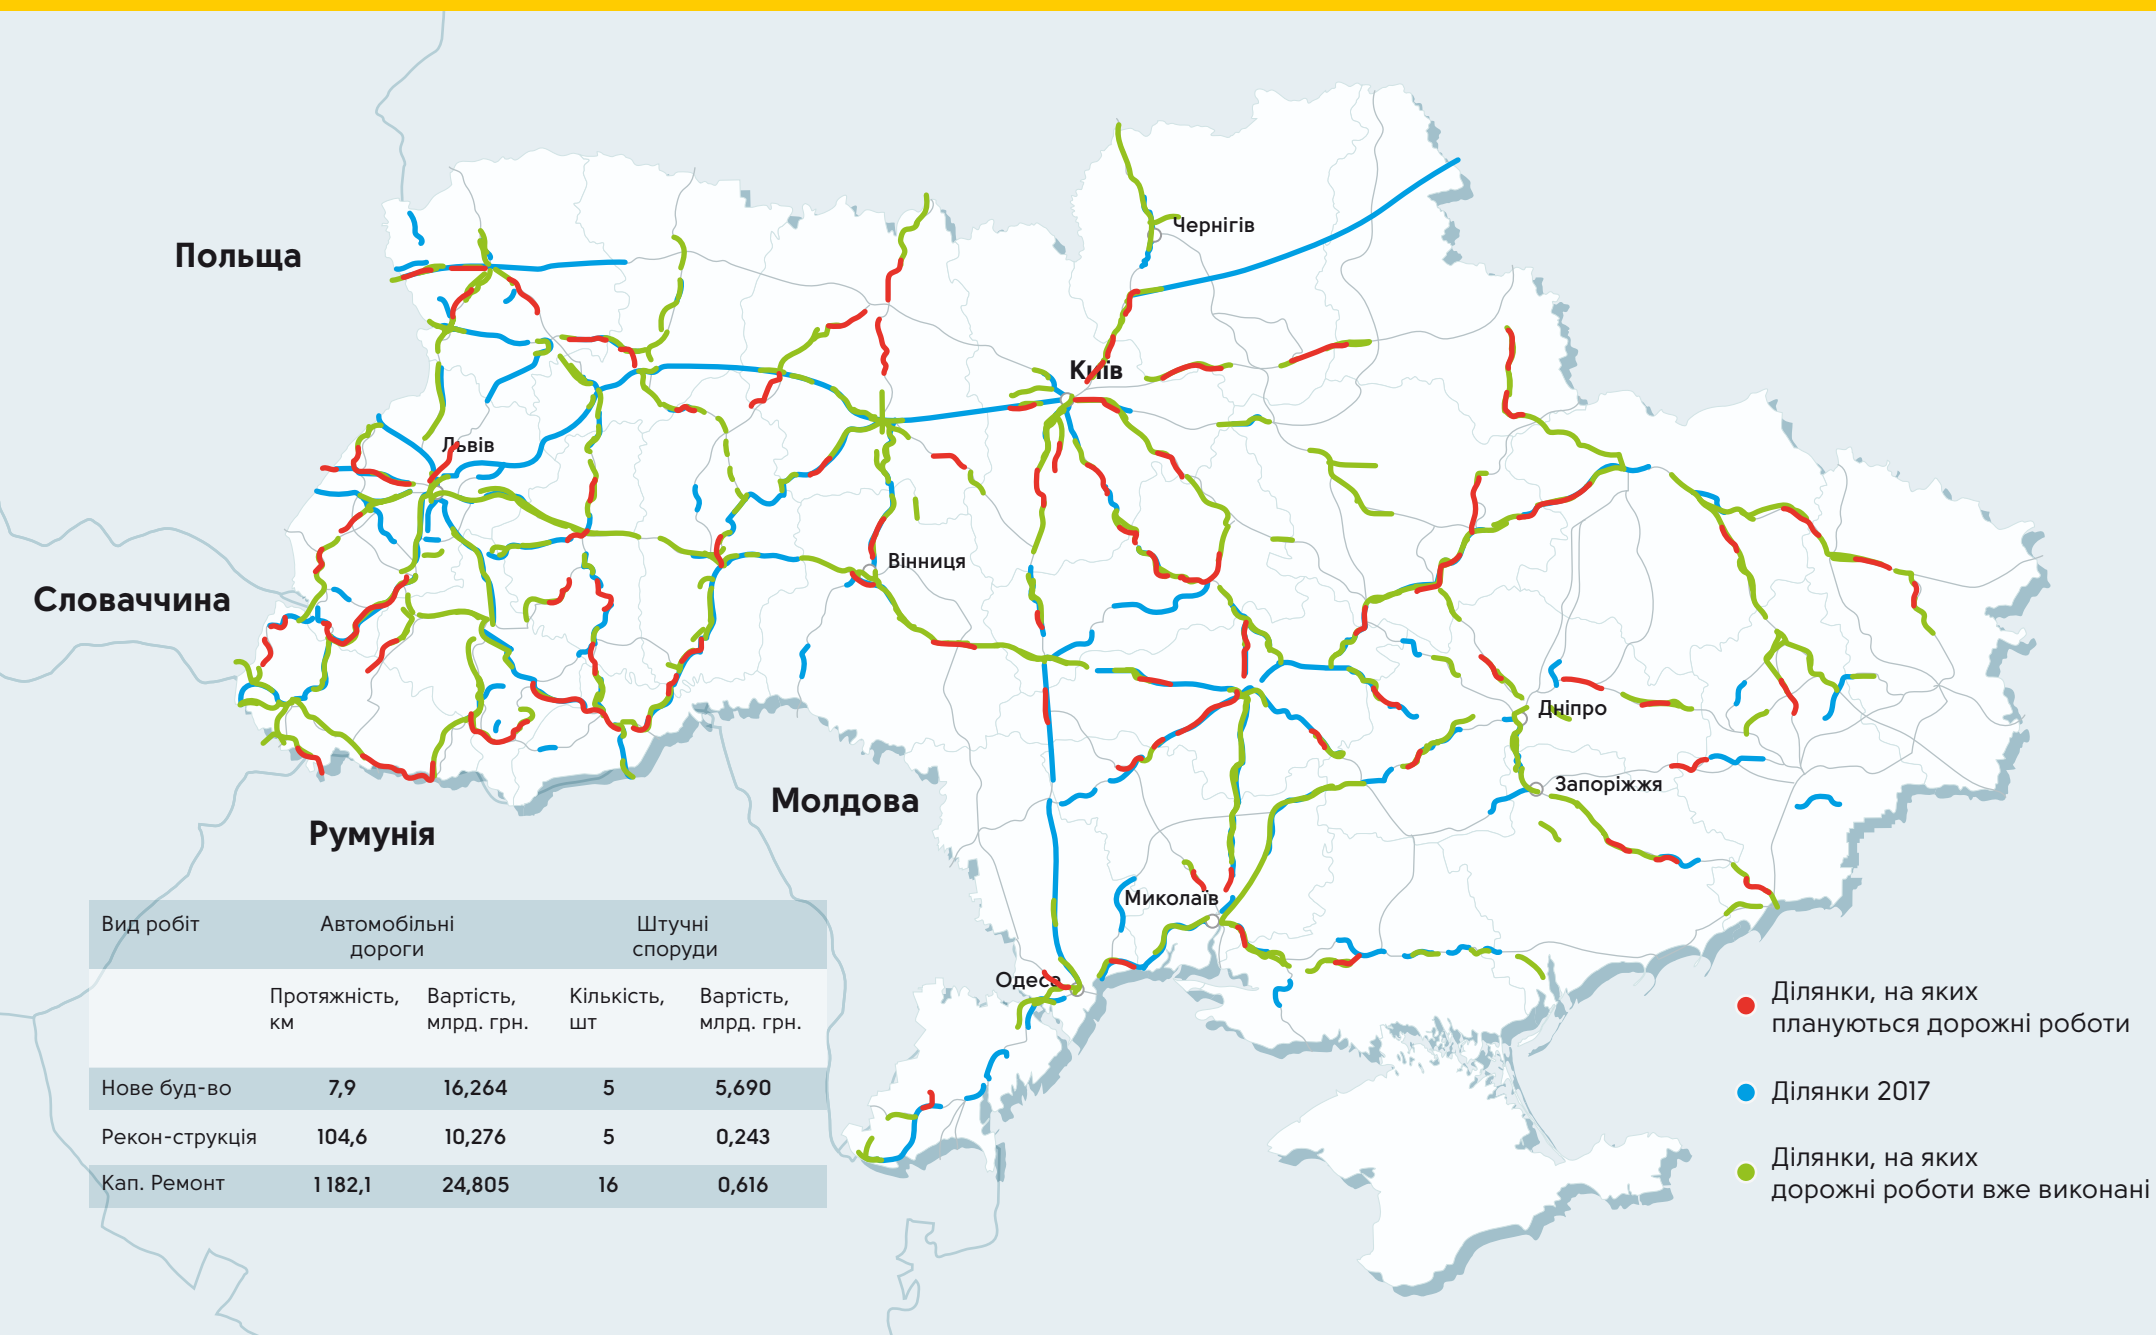 Чернігів
Польща
Київ
Львів
Вінниця
Словаччина
Дніпро
Запоріжжя
Молдова
Румунія
Миколаїв
Одеса
Вид робіт
Автомобільні
дороги
Штучні
споруди
Протяжність,
км
Вартість,
млрд. грн.
Кількість,
шт
Вартість,
млрд. грн.
Нове буд-во 7,9 16,264 5 5,690
Рекон-струкція 104,6 10,276 5 0,243
Кап. Ремонт 1 182,1 24,805 16 0,616
Ділянки, на яких
плануються дорожні роботи
Ділянки 2017
Ділянки, на яких
дорожні роботи вже виконані